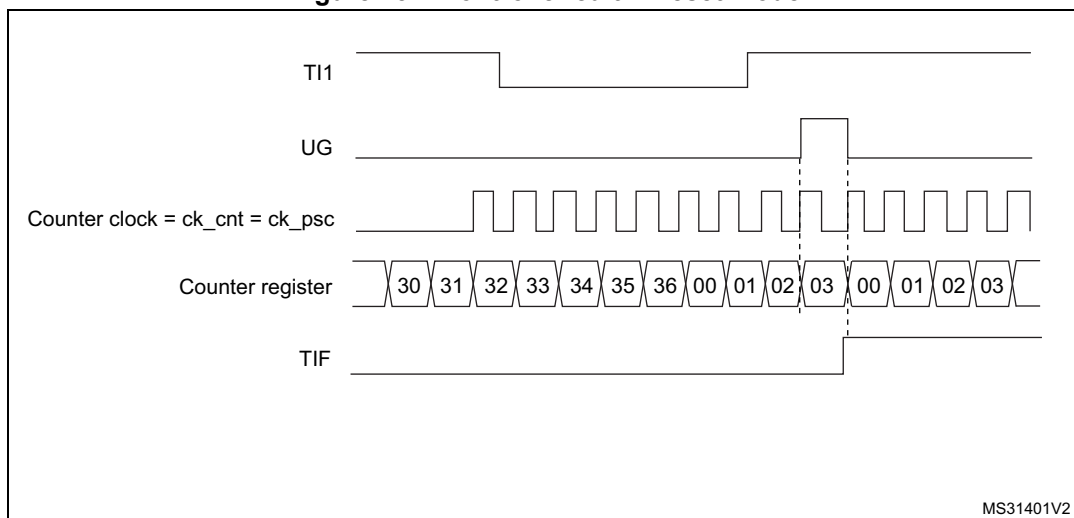 TI1
UG
Counter clock = ck_cnt = ck_psc
Counter register 30 31 32 33 34 35 36 00 01 02 03 00 01 02 03
TIF
MS31401V2